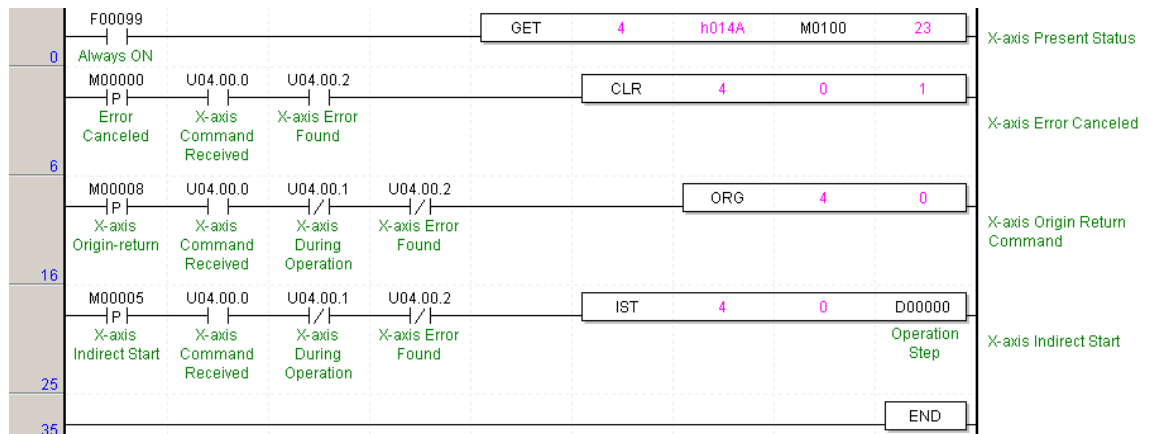 F00099
GET 4 h014A M0100 23
X-axis Present Status
0 Always ON
M00000 U04.00.0 U04.00.2
P
CLR 4 0 1
Error X-axis X-axis Error
Canceled Command Found
Received
X-axis Error Canceled
6
M00008 U04.00.0 U04.00.1 U04.00.2
P
ORG 4 0
X-axis X-axis X-axis X-axis Error
Origin-return Command During Found
Received Operation
X-axis Origin Return
Command
16
M00005 U04.00.0 U04.00.1 U04.00.2
P
IST 4 0 D00000
X-axis X-axis X-axis X-axis Error
Indirect Start Command During Found
Received Operation
Operation
Step
X-axis Indirect Start
25
END
35